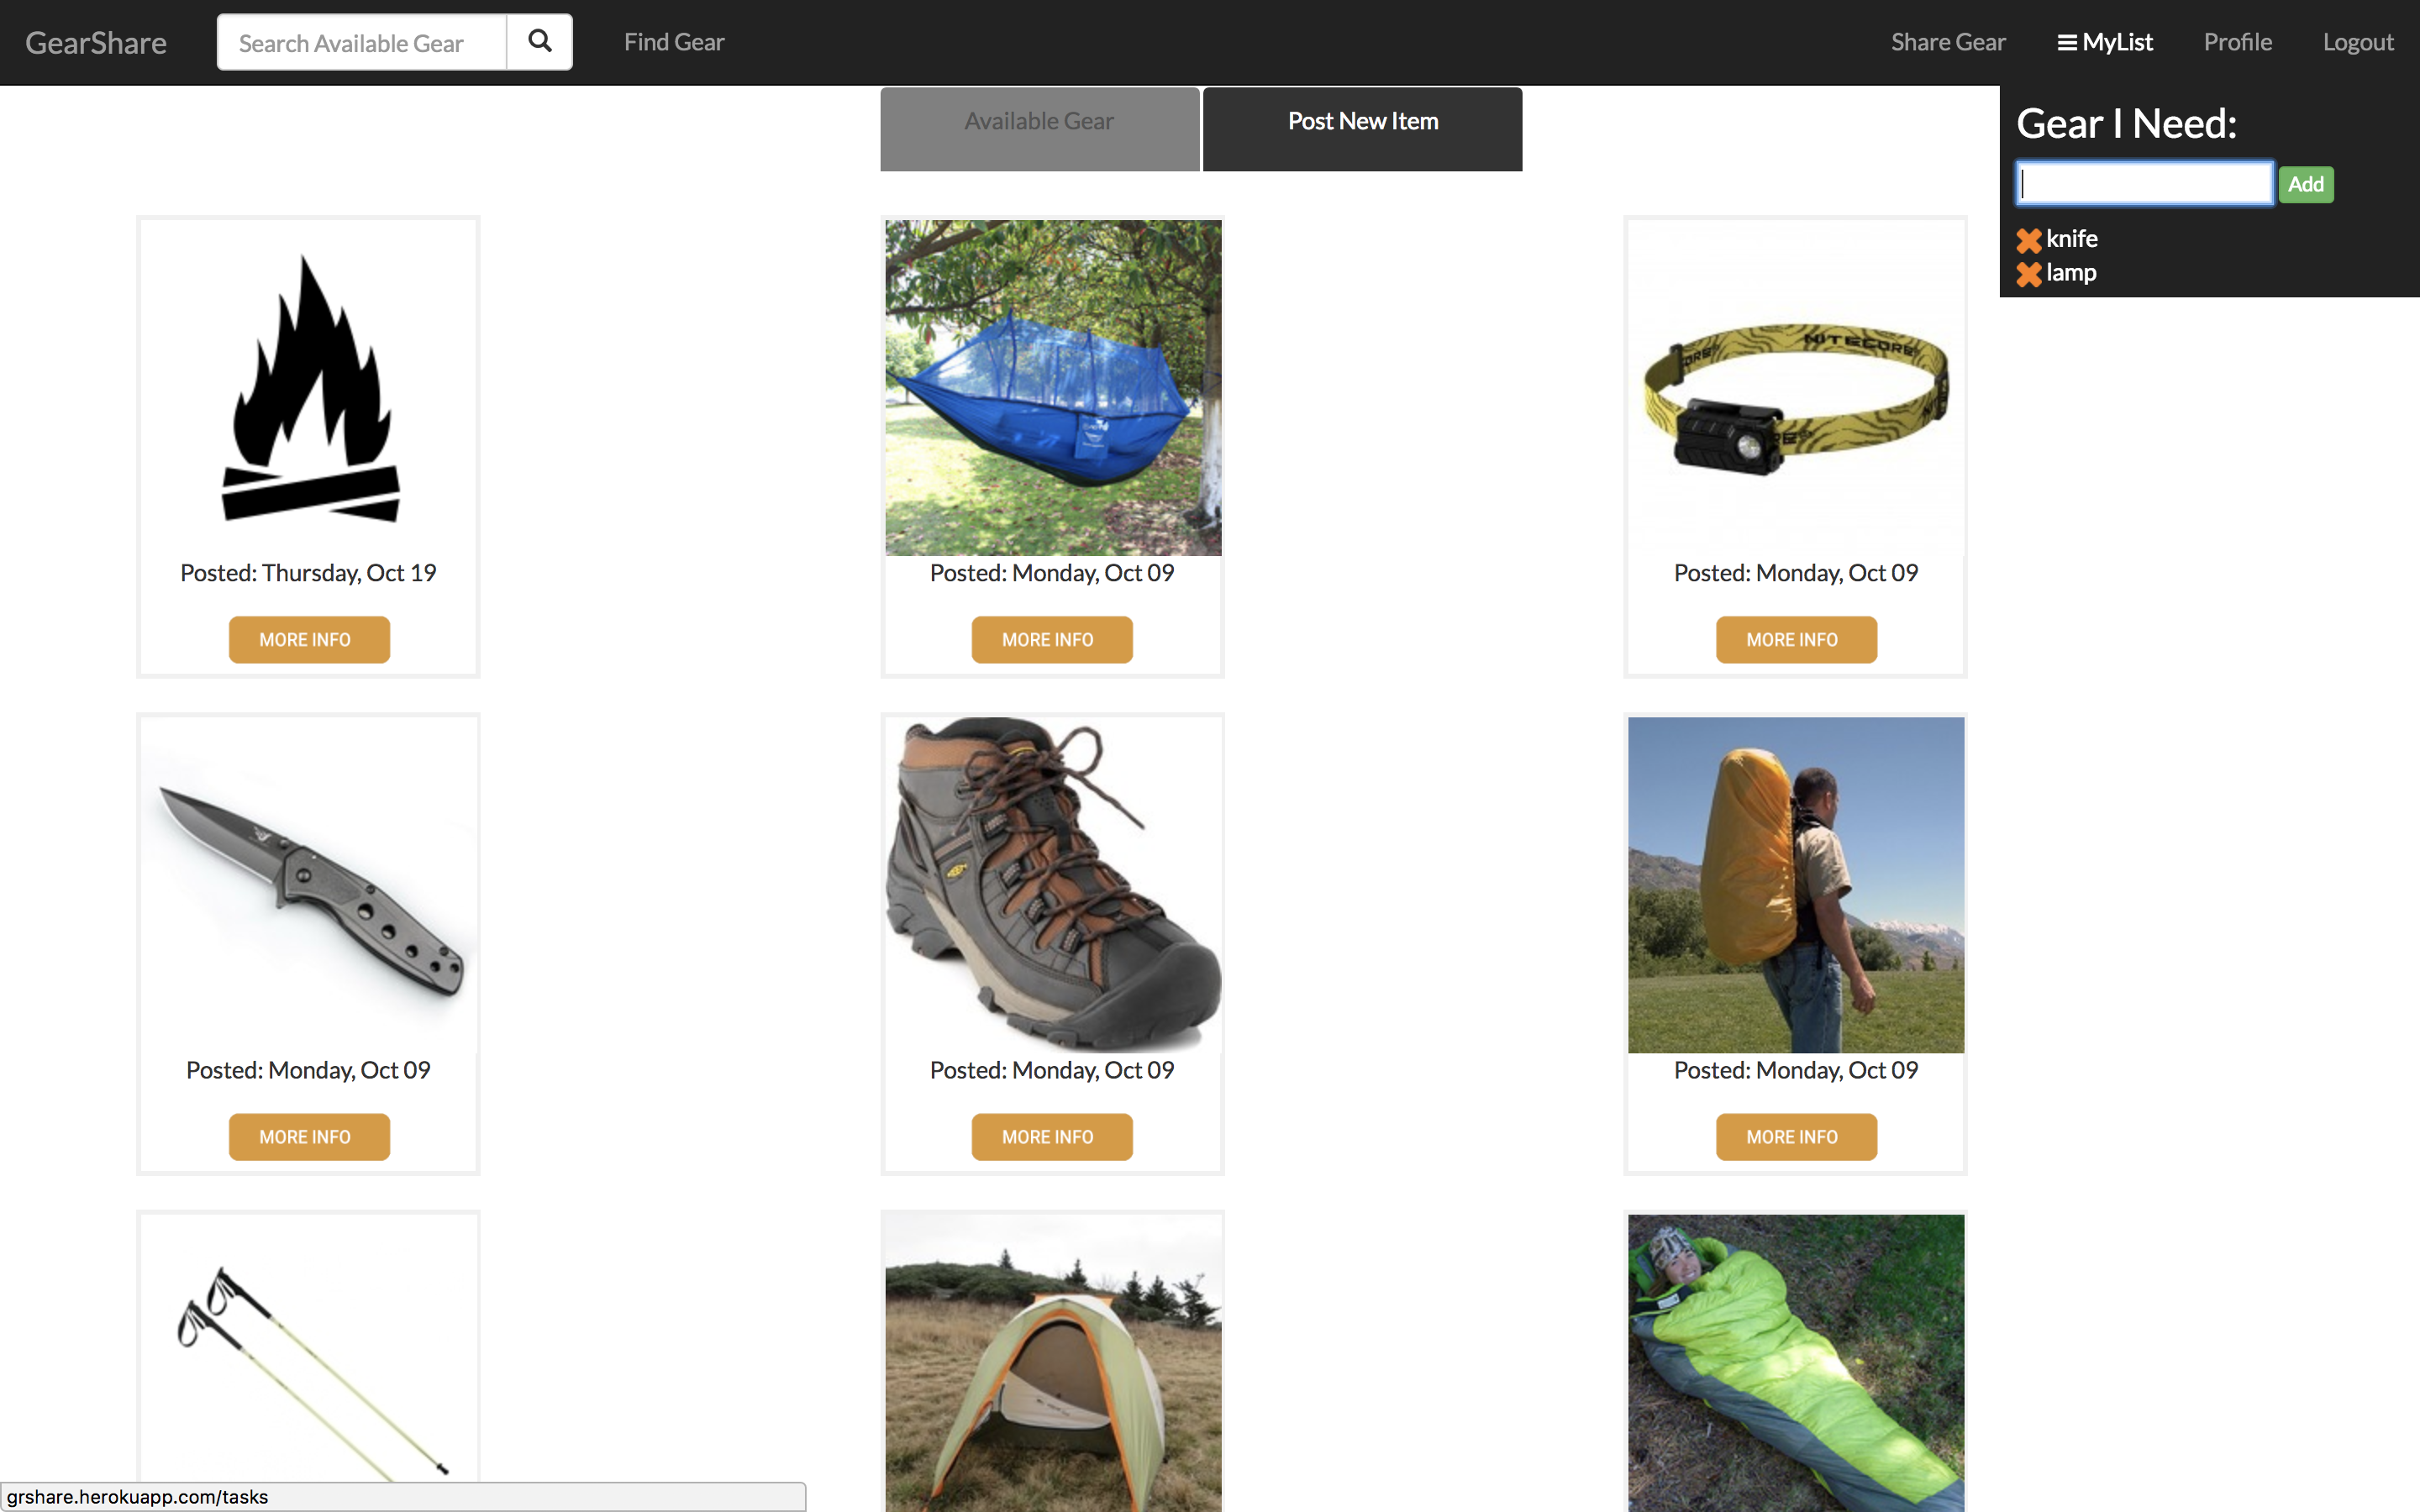 GearShare
Search Available Gear
Find Gear
Share Gear
MyList
Profile
Logout
Available Gear
Post New Item
Gear I Need:
Add
knife
lamp
NITECORE
Posted: Thursday, Oct 19
Posted: Monday, Oct 09
Posted: Monday, Oct 09
MORE INFO
MORE INFO
MORE INFO
KEEN
Posted: Monday, Oct 09
Posted: Monday, Oct 09
Posted: Monday, Oct 09
MORE INFO
MORE INFO
MORE INFO
grshare.herokuapp.com/tasks